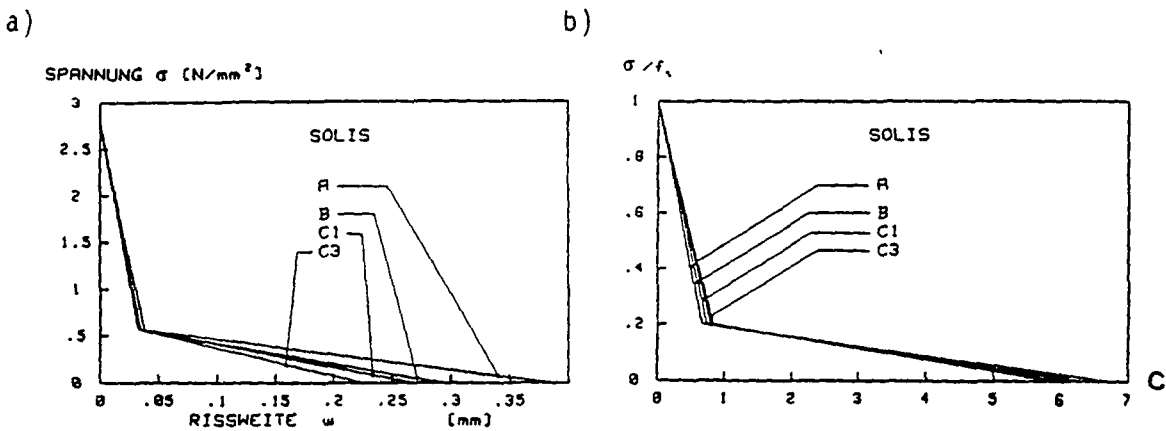 a)
SPANNUNG σ [N/mm²]
3
2.5
2
1.5
1
.5
0
SOLIS
A
B
C1
C3
0 .05 .1 .15 .2 .25 .3 .35
RISSWEITE w [mm]
b)
1
.8
.6
.4
.2
0
SOLIS
A
B
C1
C3
0 1 2 3 4 5 6 7 C